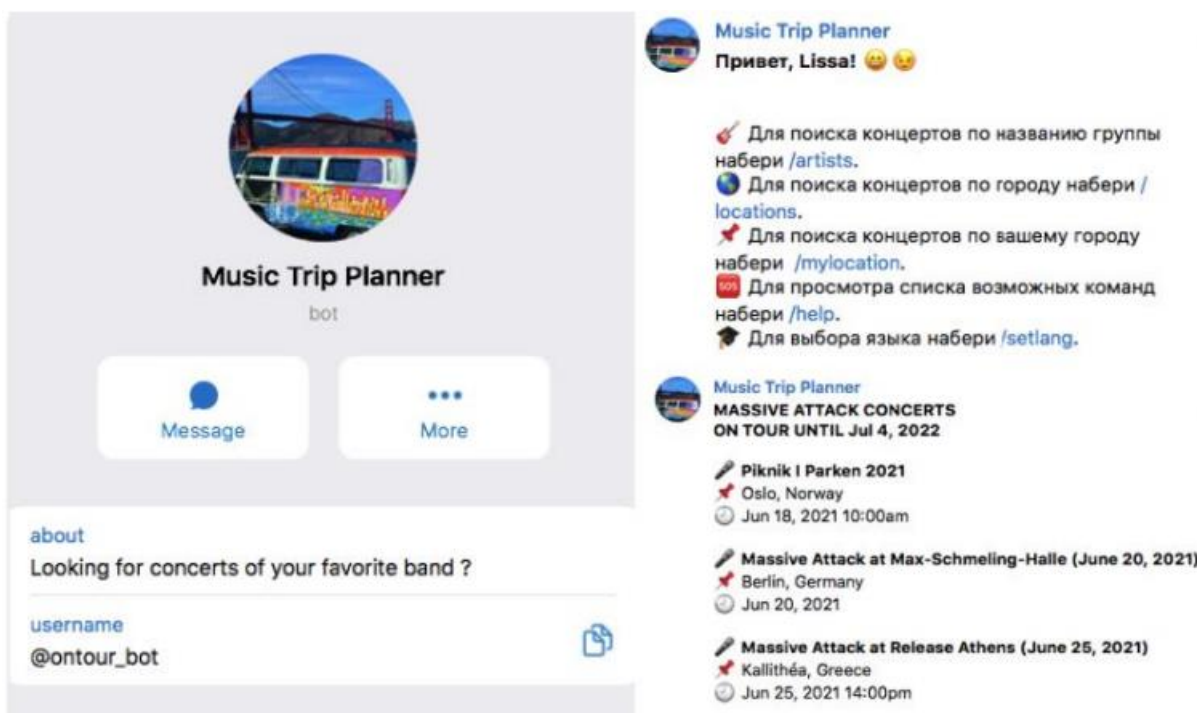 Music Trip Planner
bot
Message
More
about
Looking for concerts of your favorite band ?
username
@ontour_bot
Music Trip Planner
Привет, Lissa! 😀 😉
🎸 Для поиска концертов по названию группы
набери /artists.
🌎 Для поиска концертов по городу набери /
locations.
📌 Для поиска концертов по вашему городу
набери /mylocation.
🆘 Для просмотра списка возможных команд
набери /help.
🎓 Для выбора языка набери /setlang.
Music Trip Planner
MASSIVE ATTACK CONCERTS
ON TOUR UNTIL Jul 4, 2022
🎤 Piknik I Parken 2021
📌 Oslo, Norway
🕘 Jun 18, 2021 10:00am
🎤 Massive Attack at Max-Schmeling-Halle (June 20, 2021)
📌 Berlin, Germany
🕘 Jun 20, 2021
🎤 Massive Attack at Release Athens (June 25, 2021)
📌 Kallithéa, Greece
🕘 Jun 25, 2021 14:00pm